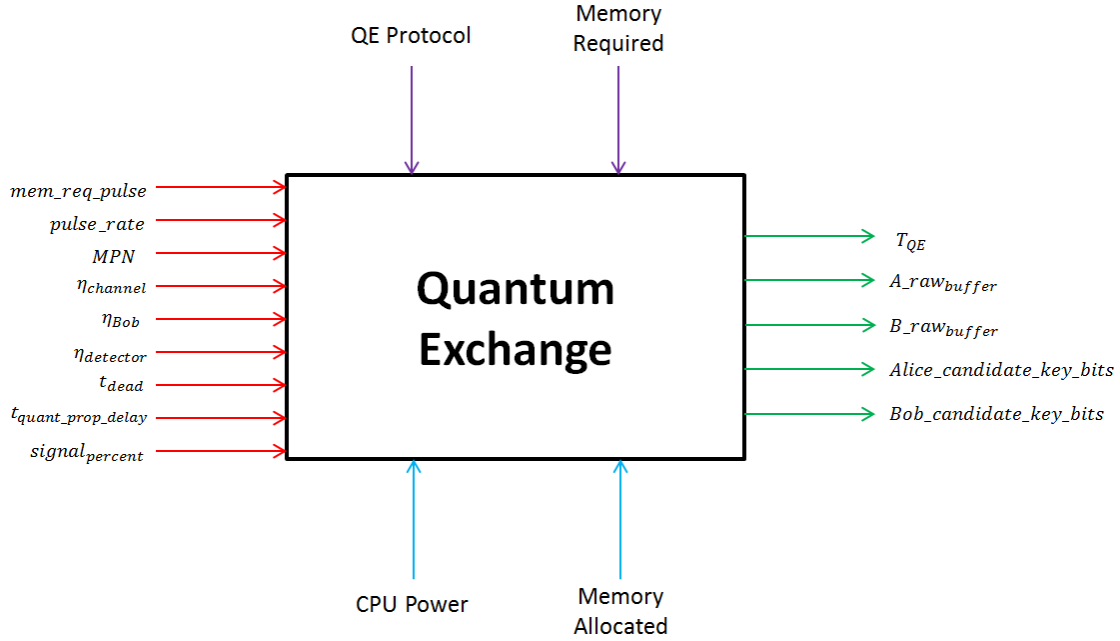 QE Protocol
Memory
Required
mem_req_pulse
pulse_rate
MPN
η_channel
η_Bob
η_detector
t_dead
t_quant_prop_delay
signal_percent
Quantum
Exchange
T_QE
A_raw_buffer
B_raw_buffer
Alice_candidate_key_bits
Bob_candidate_key_bits
CPU Power
Memory
Allocated